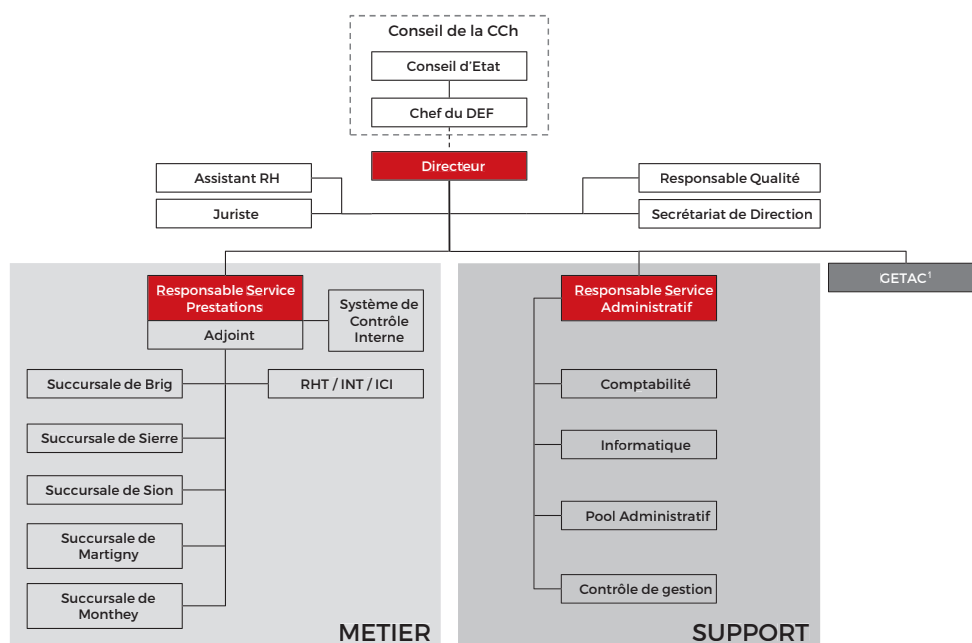 Conseil de la CCh
Conseil d'Etat
Chef du DEF
Directeur
Assistant RH
Responsable Qualité
Juriste
Secrétariat de Direction
GETAC¹
Responsable Service
Prestations
Adjoint
Système de
Contrôle
Interne
Succursale de Brig
RHT / INT / ICI
Succursale de Sierre
Succursale de Sion
Succursale de
Martigny
Succursale de
Monthey
METIER
Responsable Service
Administratif
Comptabilité
Informatique
Pool Administratif
Contrôle de gestion
SUPPORT